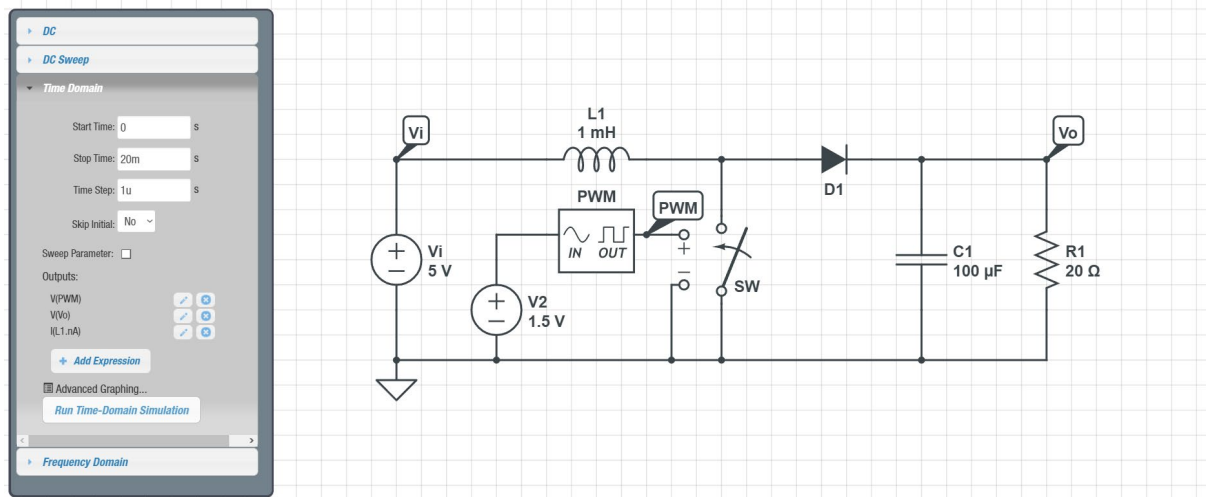 DC
DC Sweep
Time Domain
Start Time: 0 s
Stop Time: 20m s
Time Step: 1u s
Skip Initial: No
Sweep Parameter:
Outputs:
V(PWM)
V(Vo)
I(L1.nA)
+ Add Expression
Advanced Graphing...
Run Time-Domain Simulation
Frequency Domain
Vi
L1
1 mH
Vo
D1
PWM
PWM
IN OUT
+
−
Vi
5 V
+
−
V2
1.5 V
+
−
SW
C1
100 µF
R1
20 Ω